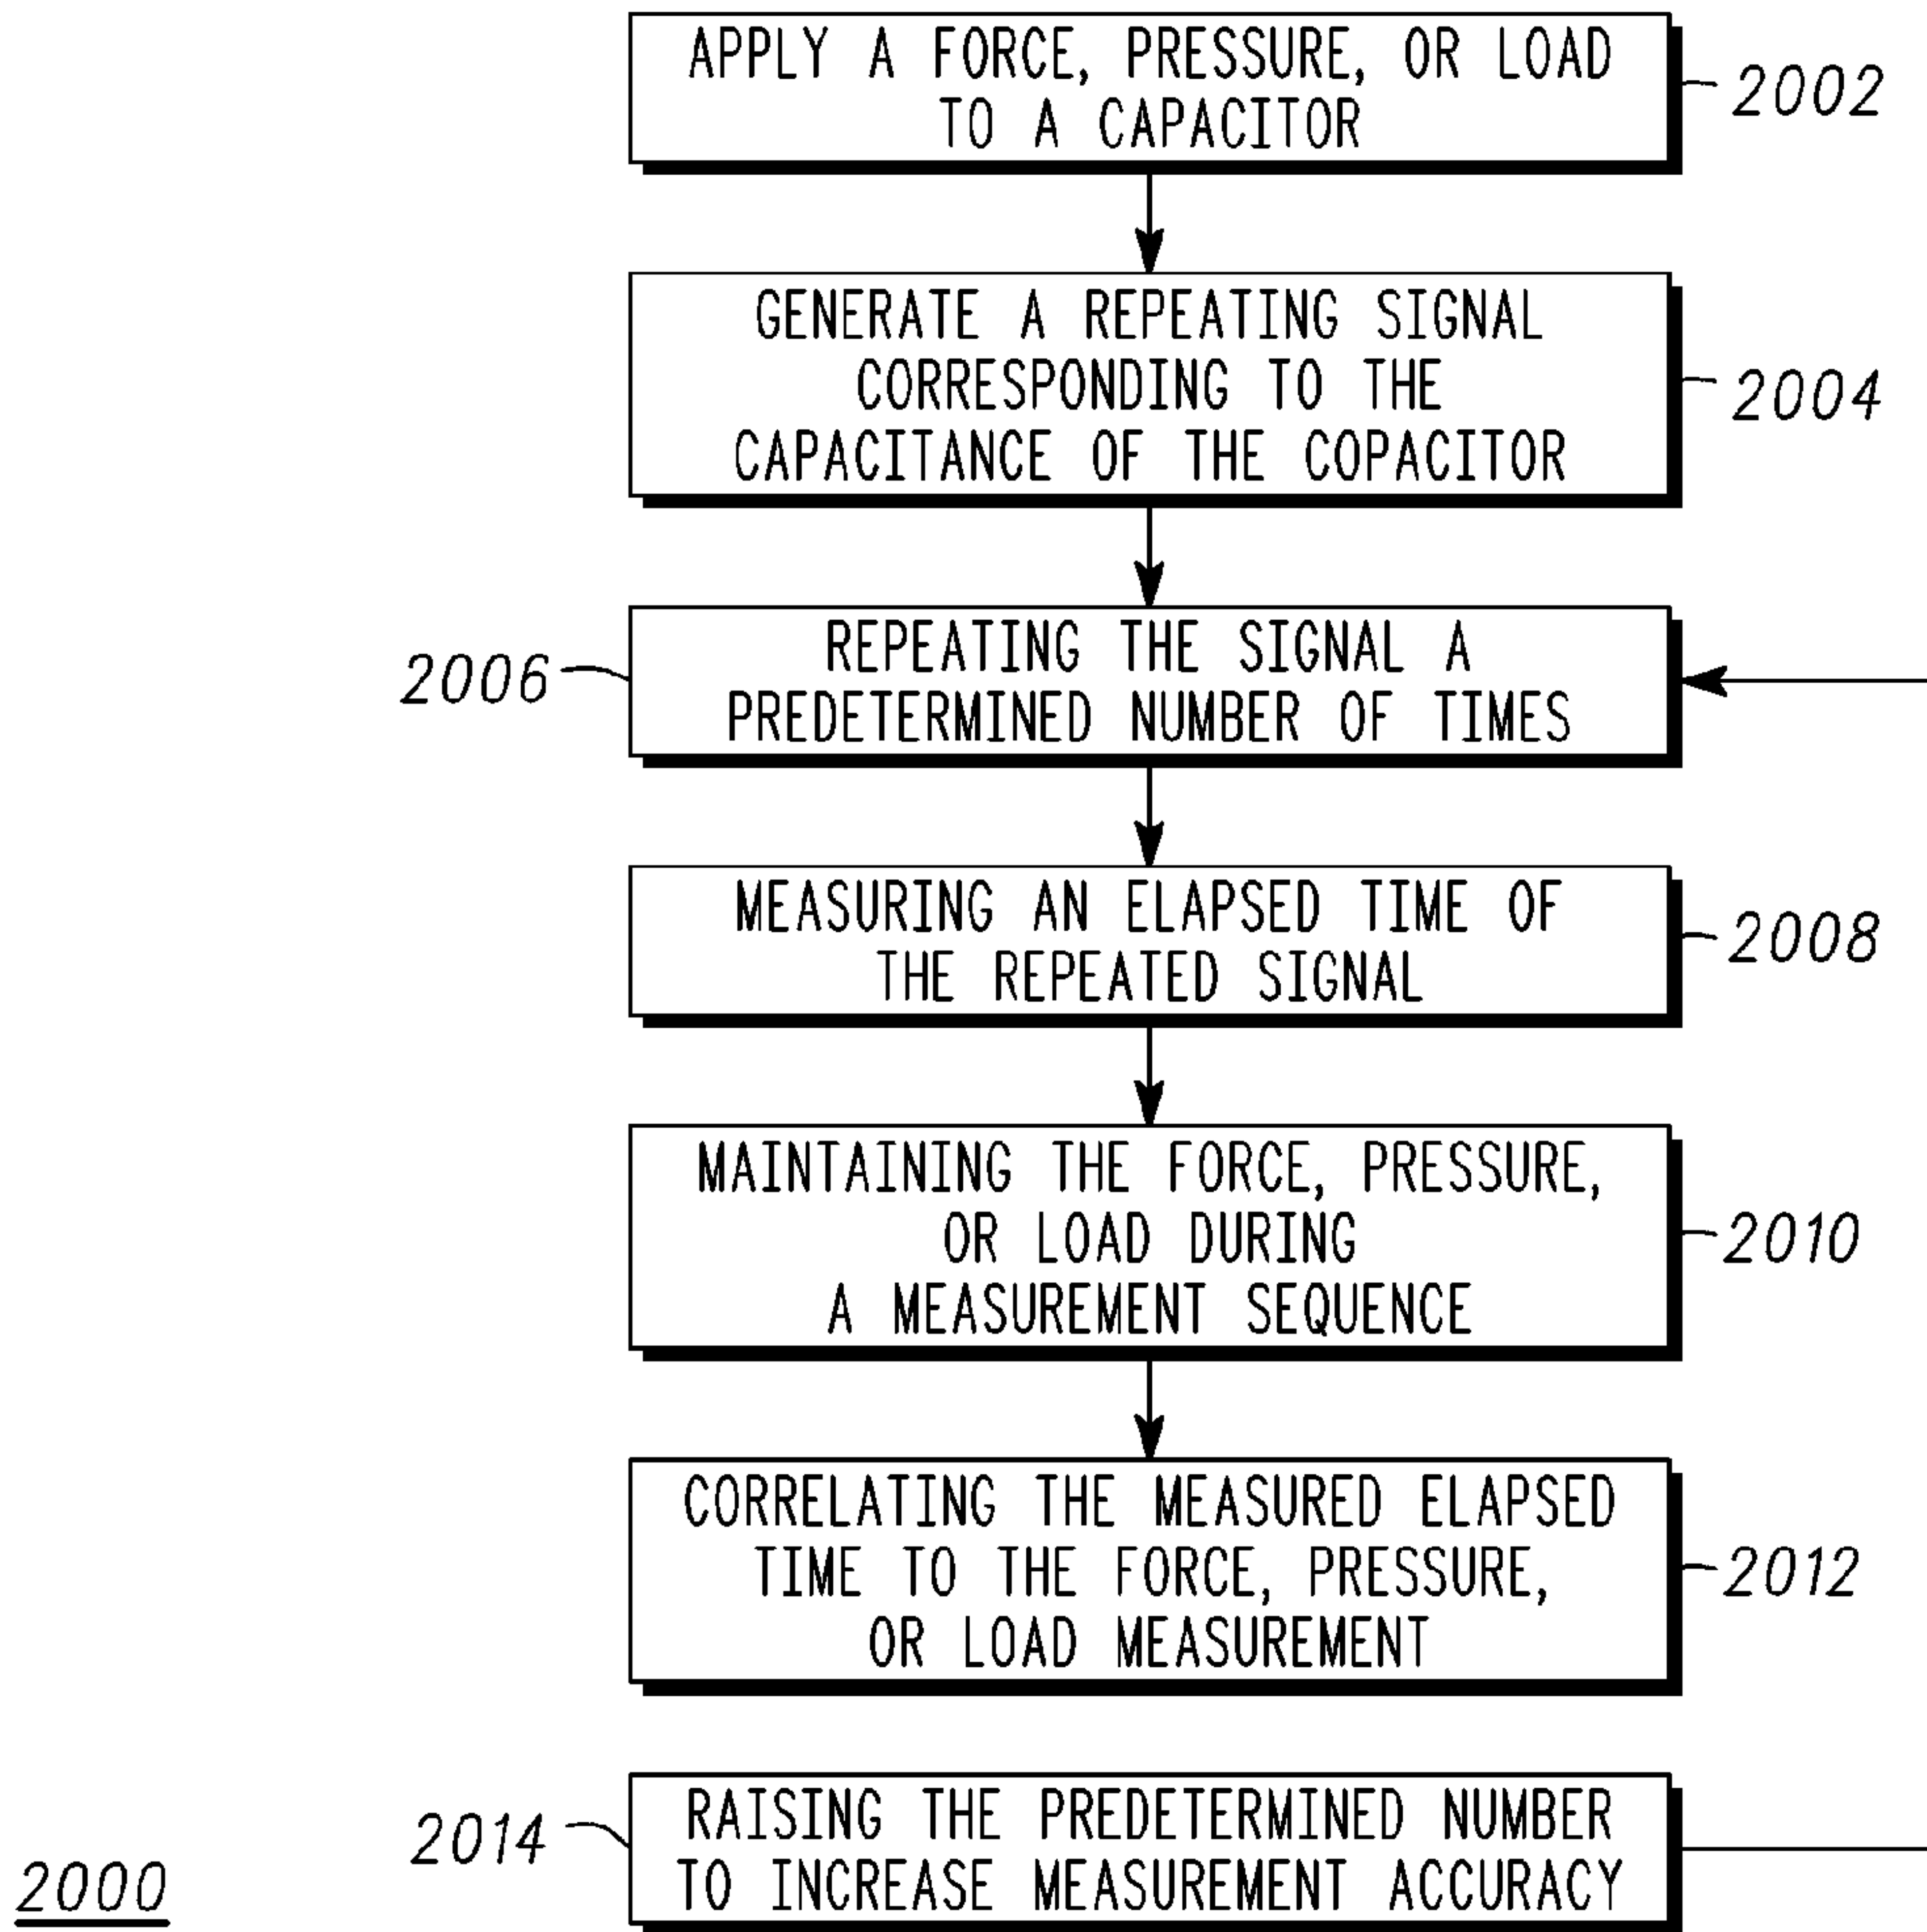 APPLY A FORCE, PRESSURE, OR LOAD
TO A CAPACITOR
2002
GENERATE A REPEATING SIGNAL
CORRESPONDING TO THE
CAPACITANCE OF THE COPACITOR
2004
REPEATING THE SIGNAL A
PREDETERMINED NUMBER OF TIMES
2006
MEASURING AN ELAPSED TIME OF
THE REPEATED SIGNAL
2008
MAINTAINING THE FORCE, PRESSURE,
OR LOAD DURING
A MEASUREMENT SEQUENCE
2010
CORRELATING THE MEASURED ELAPSED
TIME TO THE FORCE, PRESSURE,
OR LOAD MEASUREMENT
2012
RAISING THE PREDETERMINED NUMBER
TO INCREASE MEASUREMENT ACCURACY
2014
2000